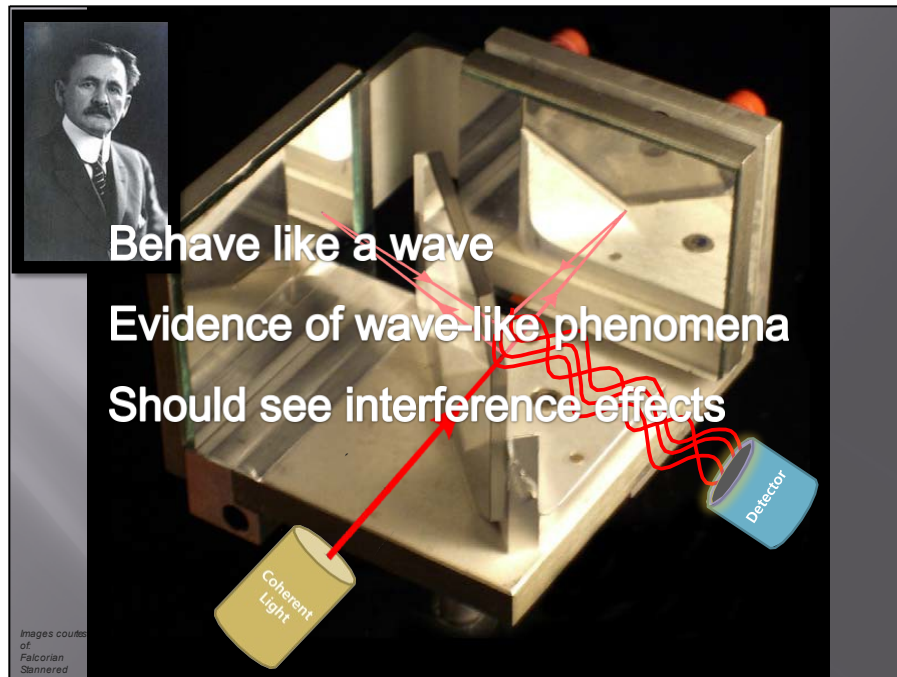 Behave like a wave
Evidence of wave-like phenomena
Should see interference effects
Coherent
Light
Detector
Images courtes
of:
Falcorian
Stannered